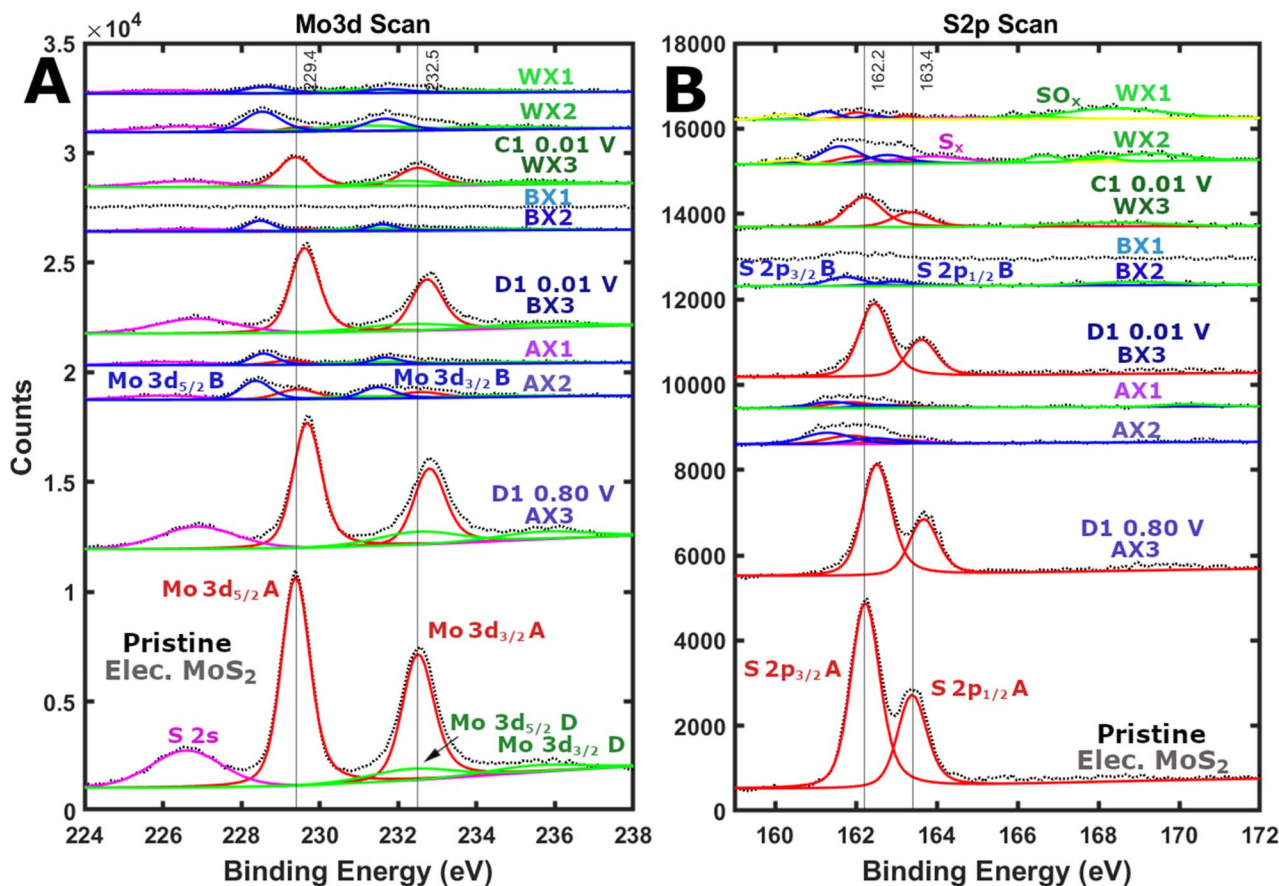 Mo3d Scan
×10⁴
A
3.5
3
2.5
2
1.5
1
0.5
0
Counts
229.4
232.5
WX1
WX2
C1 0.01 V
WX3
BX1
BX2
D1 0.01 V
BX3
AX1
Mo 3d5/2 B
Mo 3d3/2 B
AX2
D1 0.80 V
AX3
Mo 3d5/2 A
Mo 3d3/2 A
Pristine
Elec. MoS2
S 2s
Mo 3d5/2 D
Mo 3d3/2 D
224
226
228
230
232
234
236
238
Binding Energy (eV)
S2p Scan
B
18000
16000
14000
12000
10000
8000
6000
4000
2000
0
162.2
163.4
SOx
WX1
Sx
WX2
C1 0.01 V
WX3
BX1
S 2p3/2 B
S 2p1/2 B
BX2
D1 0.01 V
BX3
AX1
AX2
D1 0.80 V
AX3
S 2p3/2 A
S 2p1/2 A
Pristine
Elec. MoS2
160
162
164
166
168
170
172
Binding Energy (eV)